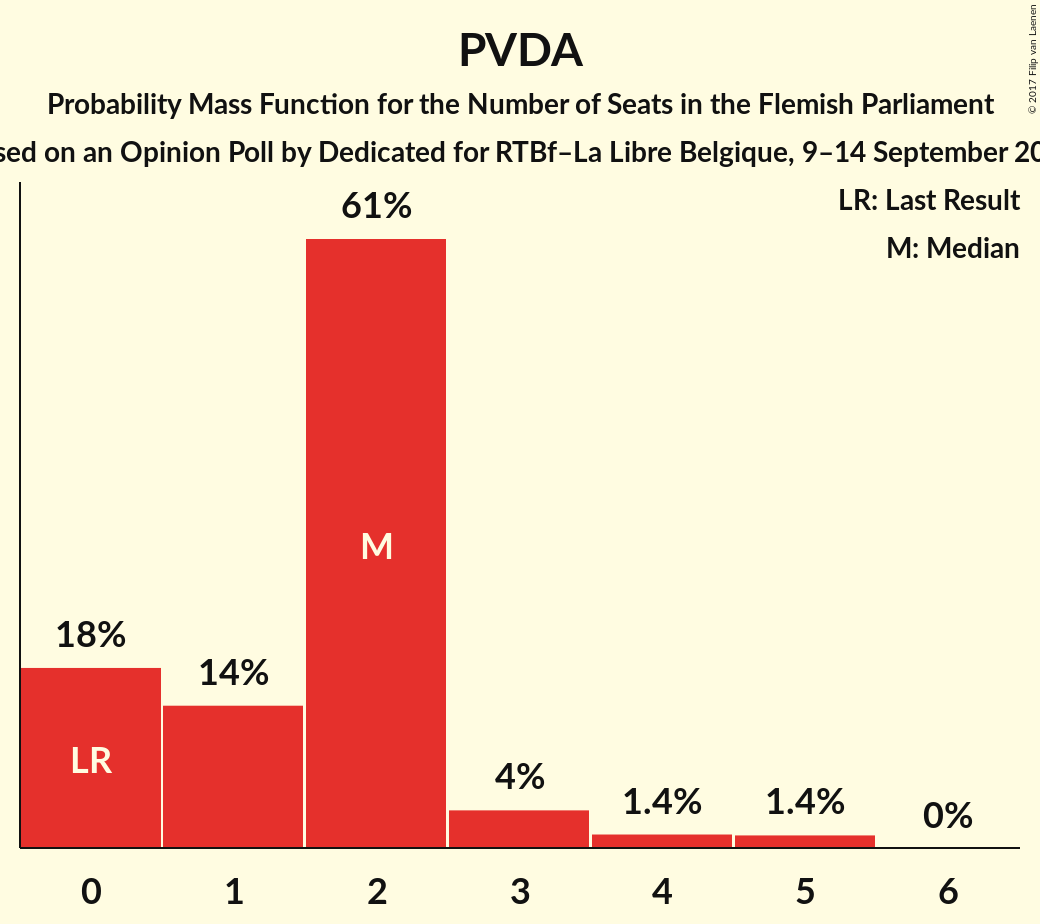 PVDA
Probability Mass Function for the Number of Seats in the Flemish Parliament
on an Opinion Poll by Dedicated for RTBf–La Libre Belgique, 9–14 September
LR: Last Result
M: Median
61%
M
18%
LR
14%
4%
1.4%
1.4%
0%
0 1 2 3 4 5 6
© 2017 Filip van Laenen